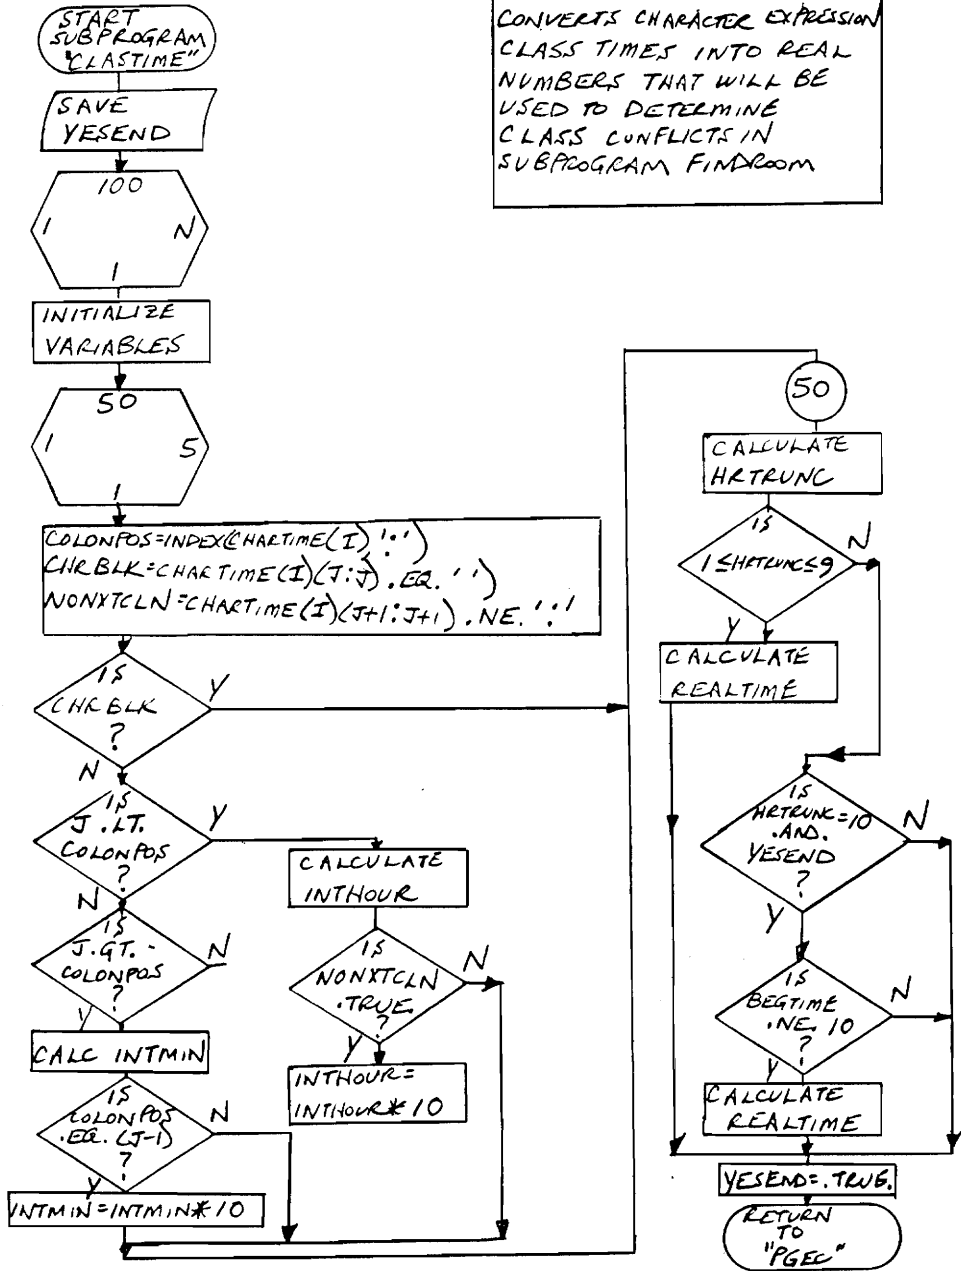 START
SUBPROGRAM
"CLASTIME"
CONVERTS CHARACTER EXPRESSION
CLASS TIMES INTO REAL
NUMBERS THAT WILL BE
USED TO DETERMINE
CLASS CONFLICTS IN
SUBPROGRAM FINDROOM
SAVE
YESEND
100
1 N
1
INITIALIZE
VARIABLES
50
1 5
1
COLONPOS=INDEX(CHARTIME(I) ':')
CHRBLK=CHARTIME(I)(J:J).EQ.' ')
NONXTCLN=CHARTIME(I)(J+1:J+1).NE.':'
IS
CHRBLK
?
Y
N
IS
J.LT.
COLONPOS
?
Y
N
CALCULATE
INTHOUR
IS
NONXTCLN
.TRUE.
?
N
Y
INTHOUR=
INTHOUR*10
IS
J.GT.-
COLONPOS
?
N
Y
CALC INTMIN
IS
COLONPOS
.EQ.(J-1)
?
N
Y
INTMIN=INTMIN*10
50
CALCULATE
HRTRUNC
IS
1≤HRTRUNC≤9
N
Y
CALCULATE
REALTIME
IS
HRTRUNC=10
.AND.
YESEND
?
N
Y
IS
BEGTIME
.NE. 10
?
N
Y
CALCULATE
REALTIME
YESEND=.TRUE.
RETURN
TO
"PGEC"